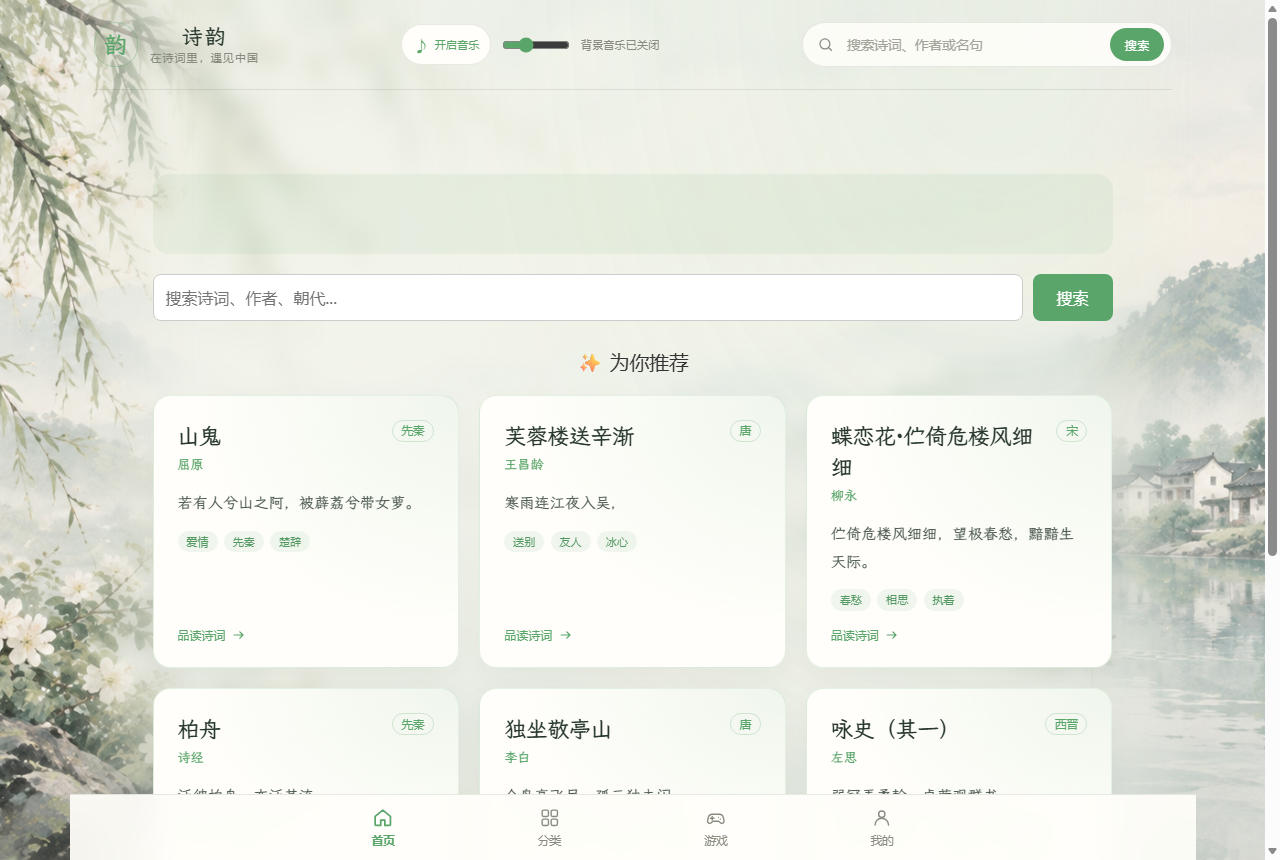 韵
诗韵
在诗词里，遇见中国
开启音乐
背景音乐已关闭
搜索诗词、作者或名句
搜索
搜索诗词、作者、朝代...
搜索
✨ 为你推荐
山鬼
先秦
屈原
若有人兮山之阿，被薜荔兮带女萝。
爱情
先秦
楚辞
品读诗词 →
芙蓉楼送辛渐
唐
王昌龄
寒雨连江夜入吴，
送别
友人
冰心
品读诗词 →
蝶恋花·伫倚危楼风细
细
宋
柳永
伫倚危楼风细细，望极春愁，黯黯生
天际。
春愁
相思
执着
品读诗词 →
柏舟
先秦
诗经
独坐敬亭山
唐
李白
咏史（其一）
西晋
左思
首页
分类
游戏
我的